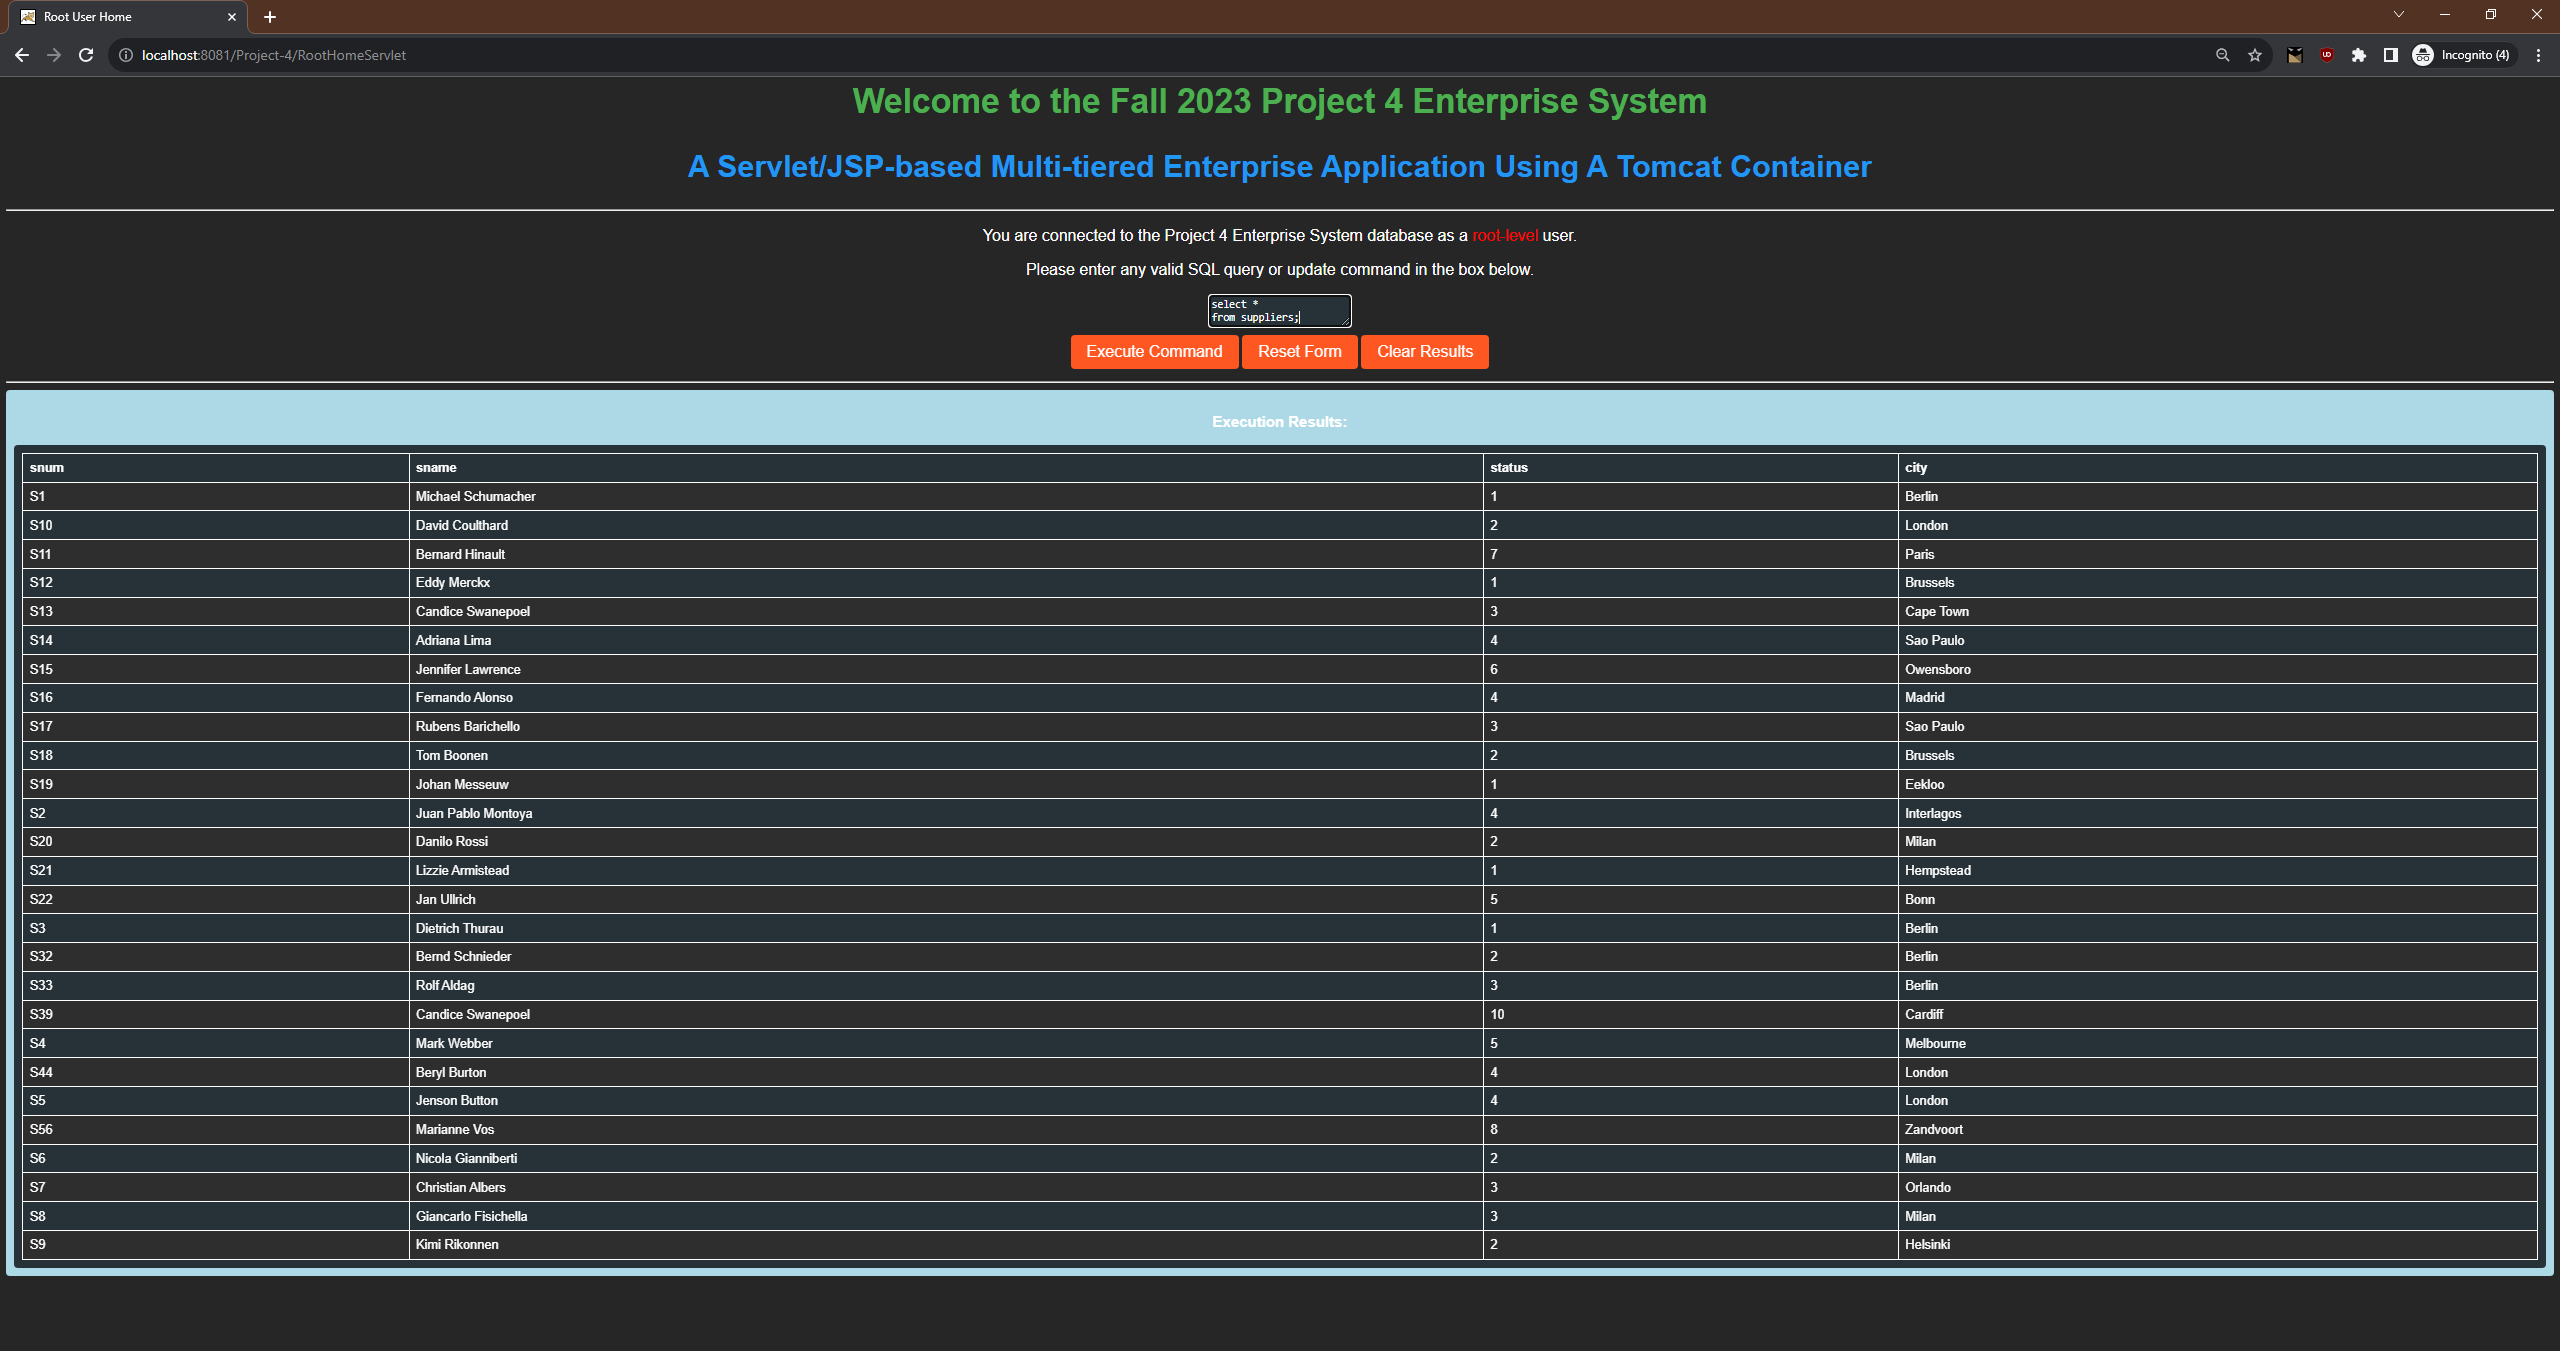 Root User Home
localhost:8081/Project-4/RootHomeServlet
Incognito (4)
Welcome to the Fall 2023 Project 4 Enterprise System
A Servlet/JSP-based Multi-tiered Enterprise Application Using A Tomcat Container
You are connected to the Project 4 Enterprise System database as a root-level user.
Please enter any valid SQL query or update command in the box below.
select *
from suppliers;
Execute Command Reset Form Clear Results
Execution Results:
snum sname status city
S1 Michael Schumacher 1 Berlin
S10 David Coulthard 2 London
S11 Bernard Hinault 7 Paris
S12 Eddy Merckx 1 Brussels
S13 Candice Swanepoel 3 Cape Town
S14 Adriana Lima 4 Sao Paulo
S15 Jennifer Lawrence 6 Owensboro
S16 Fernando Alonso 4 Madrid
S17 Rubens Barichello 3 Sao Paulo
S18 Tom Boonen 2 Brussels
S19 Johan Messeuw 1 Eekloo
S2 Juan Pablo Montoya 4 Interlagos
S20 Danilo Rossi 2 Milan
S21 Lizzie Armistead 1 Hempstead
S22 Jan Ullrich 5 Bonn
S3 Dietrich Thurau 1 Berlin
S32 Bernd Schnieder 2 Berlin
S33 Rolf Aldag 3 Berlin
S39 Candice Swanepoel 10 Cardiff
S4 Mark Webber 5 Melbourne
S44 Beryl Burton 4 London
S5 Jenson Button 4 London
S56 Marianne Vos 8 Zandvoort
S6 Nicola Gianniberti 2 Milan
S7 Christian Albers 3 Orlando
S8 Giancarlo Fisichella 3 Milan
S9 Kimi Rikonnen 2 Helsinki